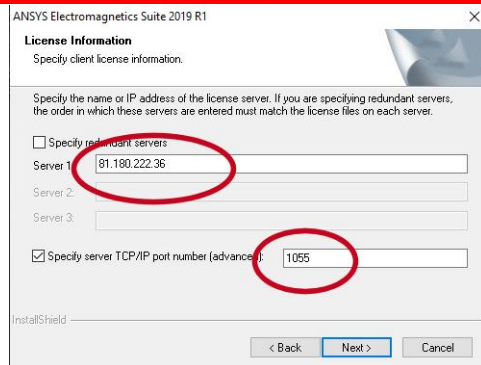 ANSYS Electromagnetics Suite 2019 R1
License Information
Specify client license information.
Specify the name or IP address of the license server. If you are specifying redundant servers,
the order in which these servers are entered must match the license files on each server.
Specify redundant servers
Server 1: 81.180.222.36
Server 2:
Server 3:
Specify server TCP/IP port number (advanced): 1055
InstallShield
< Back Next > Cancel